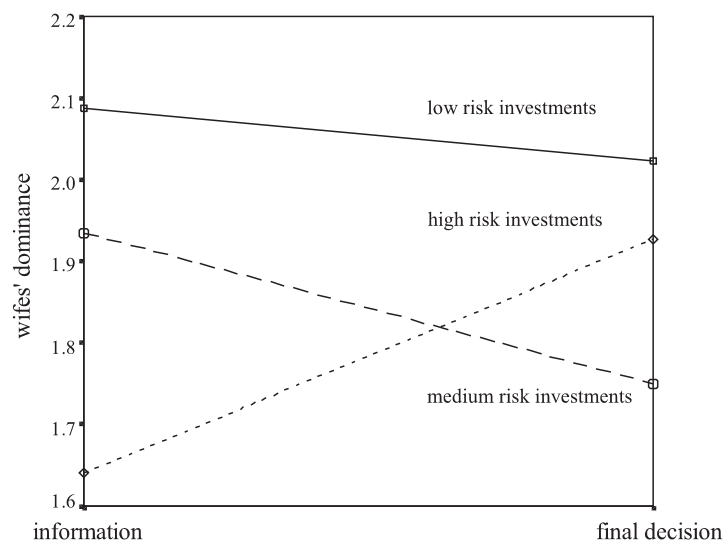 2.2
2.1
low risk investments
2.0
high risk investments
1.9
wifes' dominance
1.8
medium risk investments
1.7
1.6
information
final decision